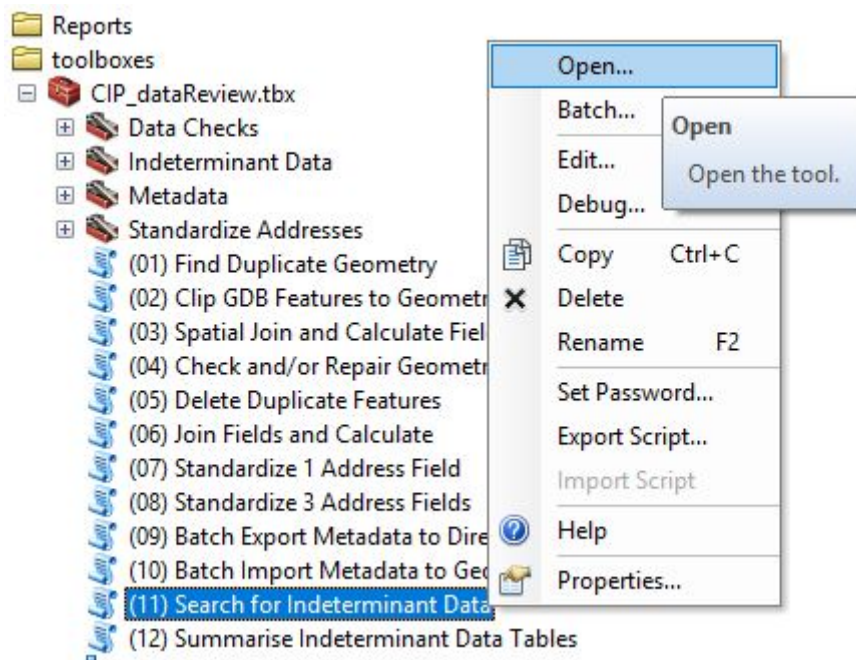 Reports
toolboxes
CIP_dataReview.tbx
Data Checks
Indeterminant Data
Metadata
Standardize Addresses
(01) Find Duplicate Geometry
(02) Clip GDB Features to Geometr
(03) Spatial Join and Calculate Fiel
(04) Check and/or Repair Geometr
(05) Delete Duplicate Features
(06) Join Fields and Calculate
(07) Standardize 1 Address Field
(08) Standardize 3 Address Fields
(09) Batch Export Metadata to Dire
(10) Batch Import Metadata to Geo
(11) Search for Indeterminant Data
(12) Summarise Indeterminant Data Tables
Open...
Batch...
Edit...
Debug...
Copy Ctrl+C
Delete
Rename F2
Set Password...
Export Script...
Import Script
Help
Properties...
Open
Open the tool.